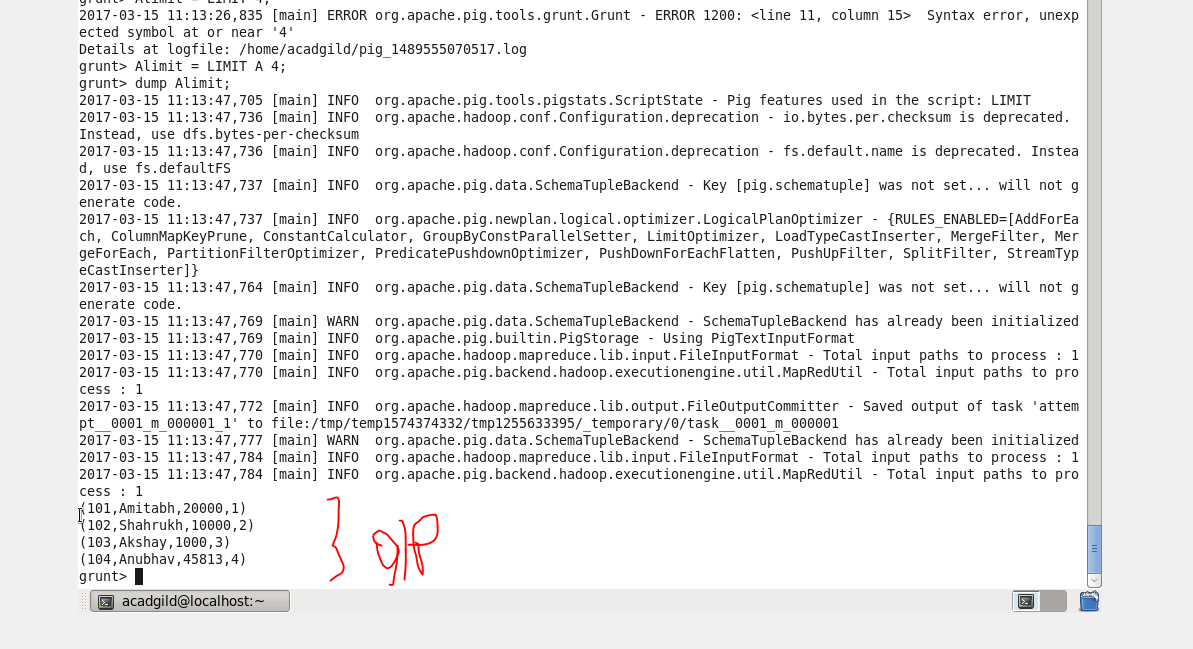 grunt> Alimit = LIMIT 4;
2017-03-15 11:13:26,835 [main] ERROR org.apache.pig.tools.grunt.Grunt - ERROR 1200: <line 11, column 15>  Syntax error, unexp
ected symbol at or near '4'
Details at logfile: /home/acadgild/pig_1489555070517.log
grunt> Alimit = LIMIT A 4;
grunt> dump Alimit;
2017-03-15 11:13:47,705 [main] INFO  org.apache.pig.tools.pigstats.ScriptState - Pig features used in the script: LIMIT
2017-03-15 11:13:47,736 [main] INFO  org.apache.hadoop.conf.Configuration.deprecation - io.bytes.per.checksum is deprecated.
Instead, use dfs.bytes-per-checksum
2017-03-15 11:13:47,736 [main] INFO  org.apache.hadoop.conf.Configuration.deprecation - fs.default.name is deprecated. Instea
d, use fs.defaultFS
2017-03-15 11:13:47,737 [main] INFO  org.apache.pig.data.SchemaTupleBackend - Key [pig.schematuple] was not set... will not g
enerate code.
2017-03-15 11:13:47,737 [main] INFO  org.apache.pig.newplan.logical.optimizer.LogicalPlanOptimizer - {RULES_ENABLED=[AddForEa
ch, ColumnMapKeyPrune, ConstantCalculator, GroupByConstParallelSetter, LimitOptimizer, LoadTypeCastInserter, MergeFilter, Mer
geForEach, PartitionFilterOptimizer, PredicatePushdownOptimizer, PushDownForEachFlatten, PushUpFilter, SplitFilter, StreamTyp
eCastInserter]}
2017-03-15 11:13:47,764 [main] INFO  org.apache.pig.data.SchemaTupleBackend - Key [pig.schematuple] was not set... will not g
enerate code.
2017-03-15 11:13:47,769 [main] WARN  org.apache.pig.data.SchemaTupleBackend - SchemaTupleBackend has already been initialized
2017-03-15 11:13:47,769 [main] INFO  org.apache.pig.builtin.PigStorage - Using PigTextInputFormat
2017-03-15 11:13:47,770 [main] INFO  org.apache.hadoop.mapreduce.lib.input.FileInputFormat - Total input paths to process : 1
2017-03-15 11:13:47,770 [main] INFO  org.apache.pig.backend.hadoop.executionengine.util.MapRedUtil - Total input paths to pro
cess : 1
2017-03-15 11:13:47,772 [main] INFO  org.apache.hadoop.mapreduce.lib.output.FileOutputCommitter - Saved output of task 'attem
pt__0001_m_000001_1' to file:/tmp/temp1574374332/tmp1255633395/_temporary/0/task__0001_m_000001
2017-03-15 11:13:47,777 [main] WARN  org.apache.pig.data.SchemaTupleBackend - SchemaTupleBackend has already been initialized
2017-03-15 11:13:47,784 [main] INFO  org.apache.hadoop.mapreduce.lib.input.FileInputFormat - Total input paths to process : 1
2017-03-15 11:13:47,784 [main] INFO  org.apache.pig.backend.hadoop.executionengine.util.MapRedUtil - Total input paths to pro
cess : 1
(101,Amitabh,20000,1)
(102,Shahrukh,10000,2)
(103,Akshay,1000,3)
(104,Anubhav,45813,4)
O/P
grunt>
acadgild@localhost:~